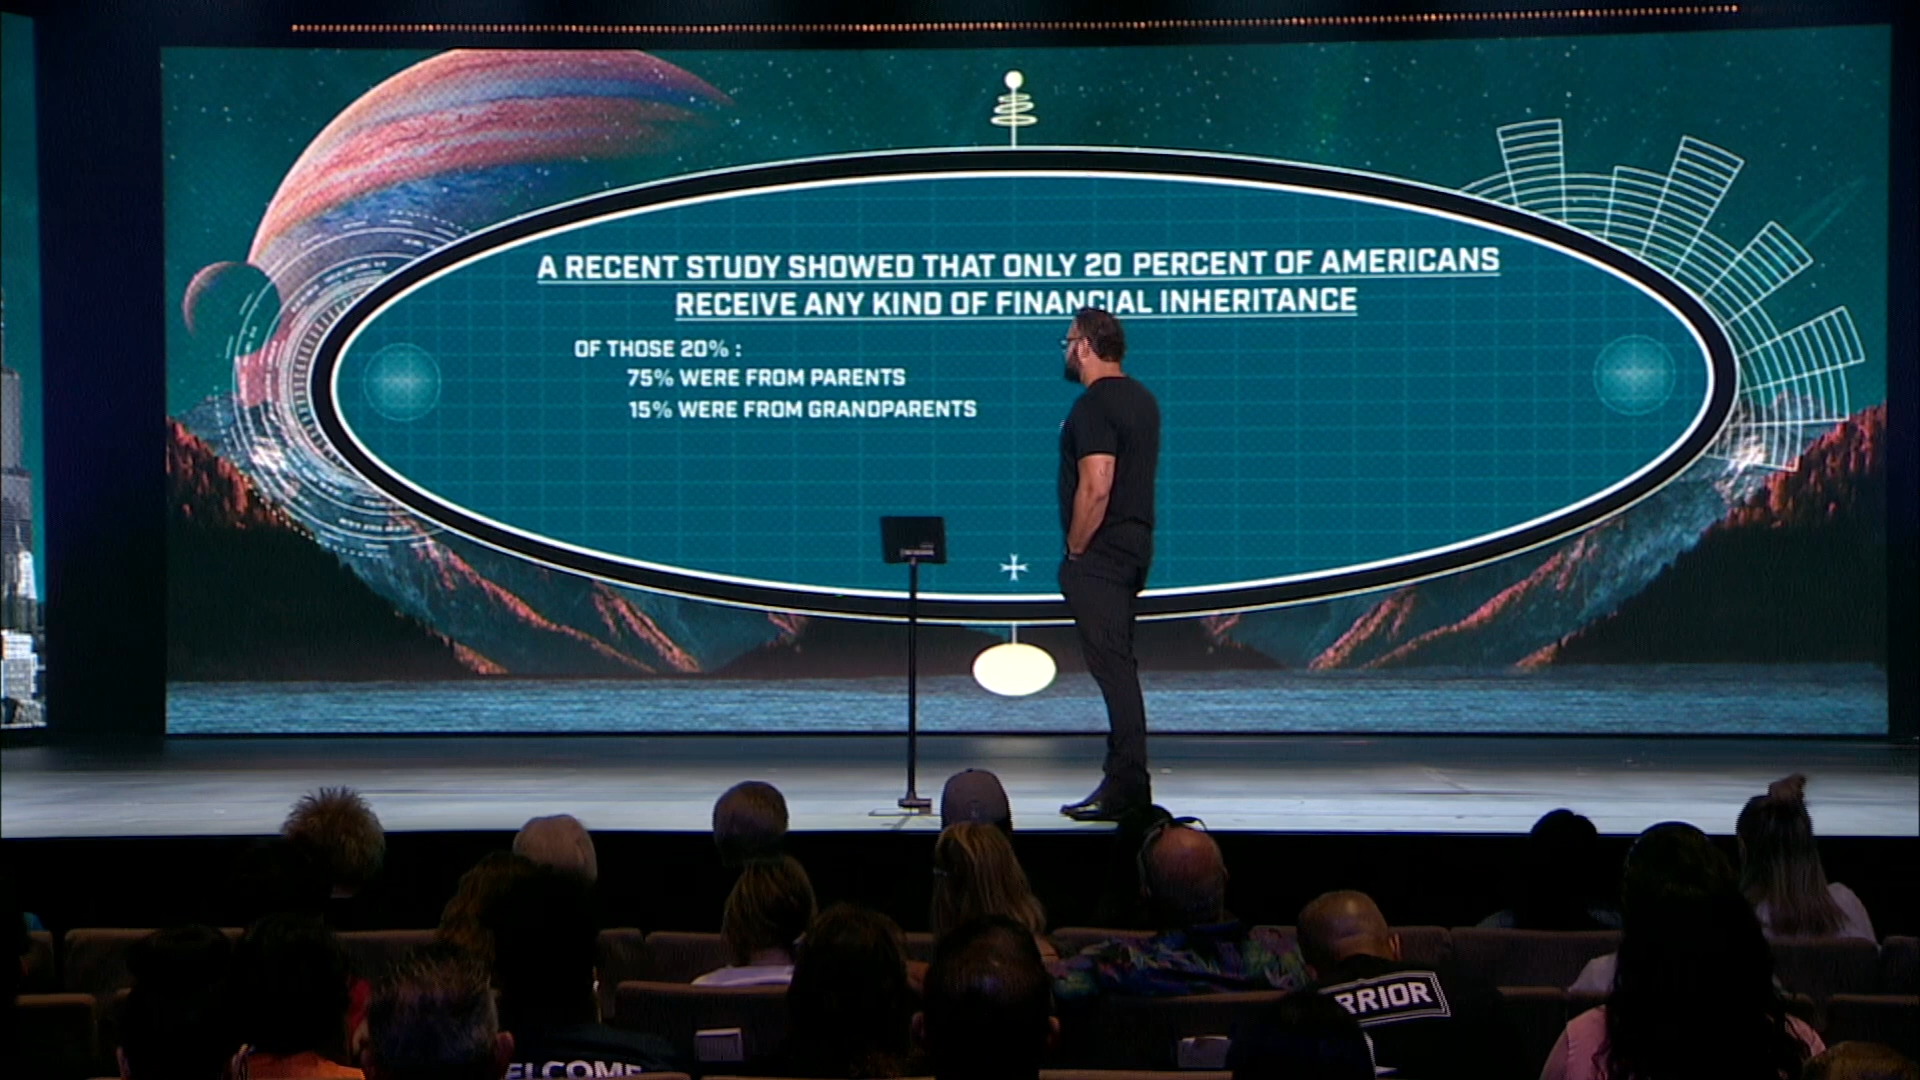 A RECENT STUDY SHOWED THAT ONLY 20 PERCENT OF AMERICANS
RECEIVE ANY KIND OF FINANCIAL INHERITANCE
OF THOSE 20% :
75% WERE FROM PARENTS
15% WERE FROM GRANDPARENTS
RRIOR
ELCOME